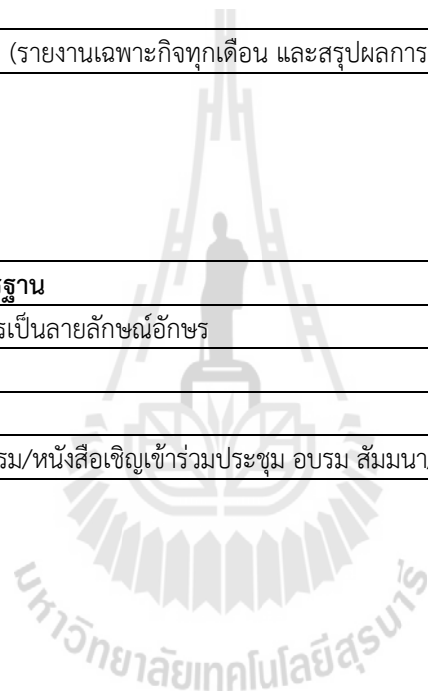 (รายงานเฉพาะกิจทุกเดือน และสรุปผลการ
รฐาน
รเป็นลายลักษณ์อักษร
รม/หนังสือเชิญเข้าร่วมประชุม อบรม สัมมนา/
มหาวิทยาลัยเทคโนโลยีสุรนารี